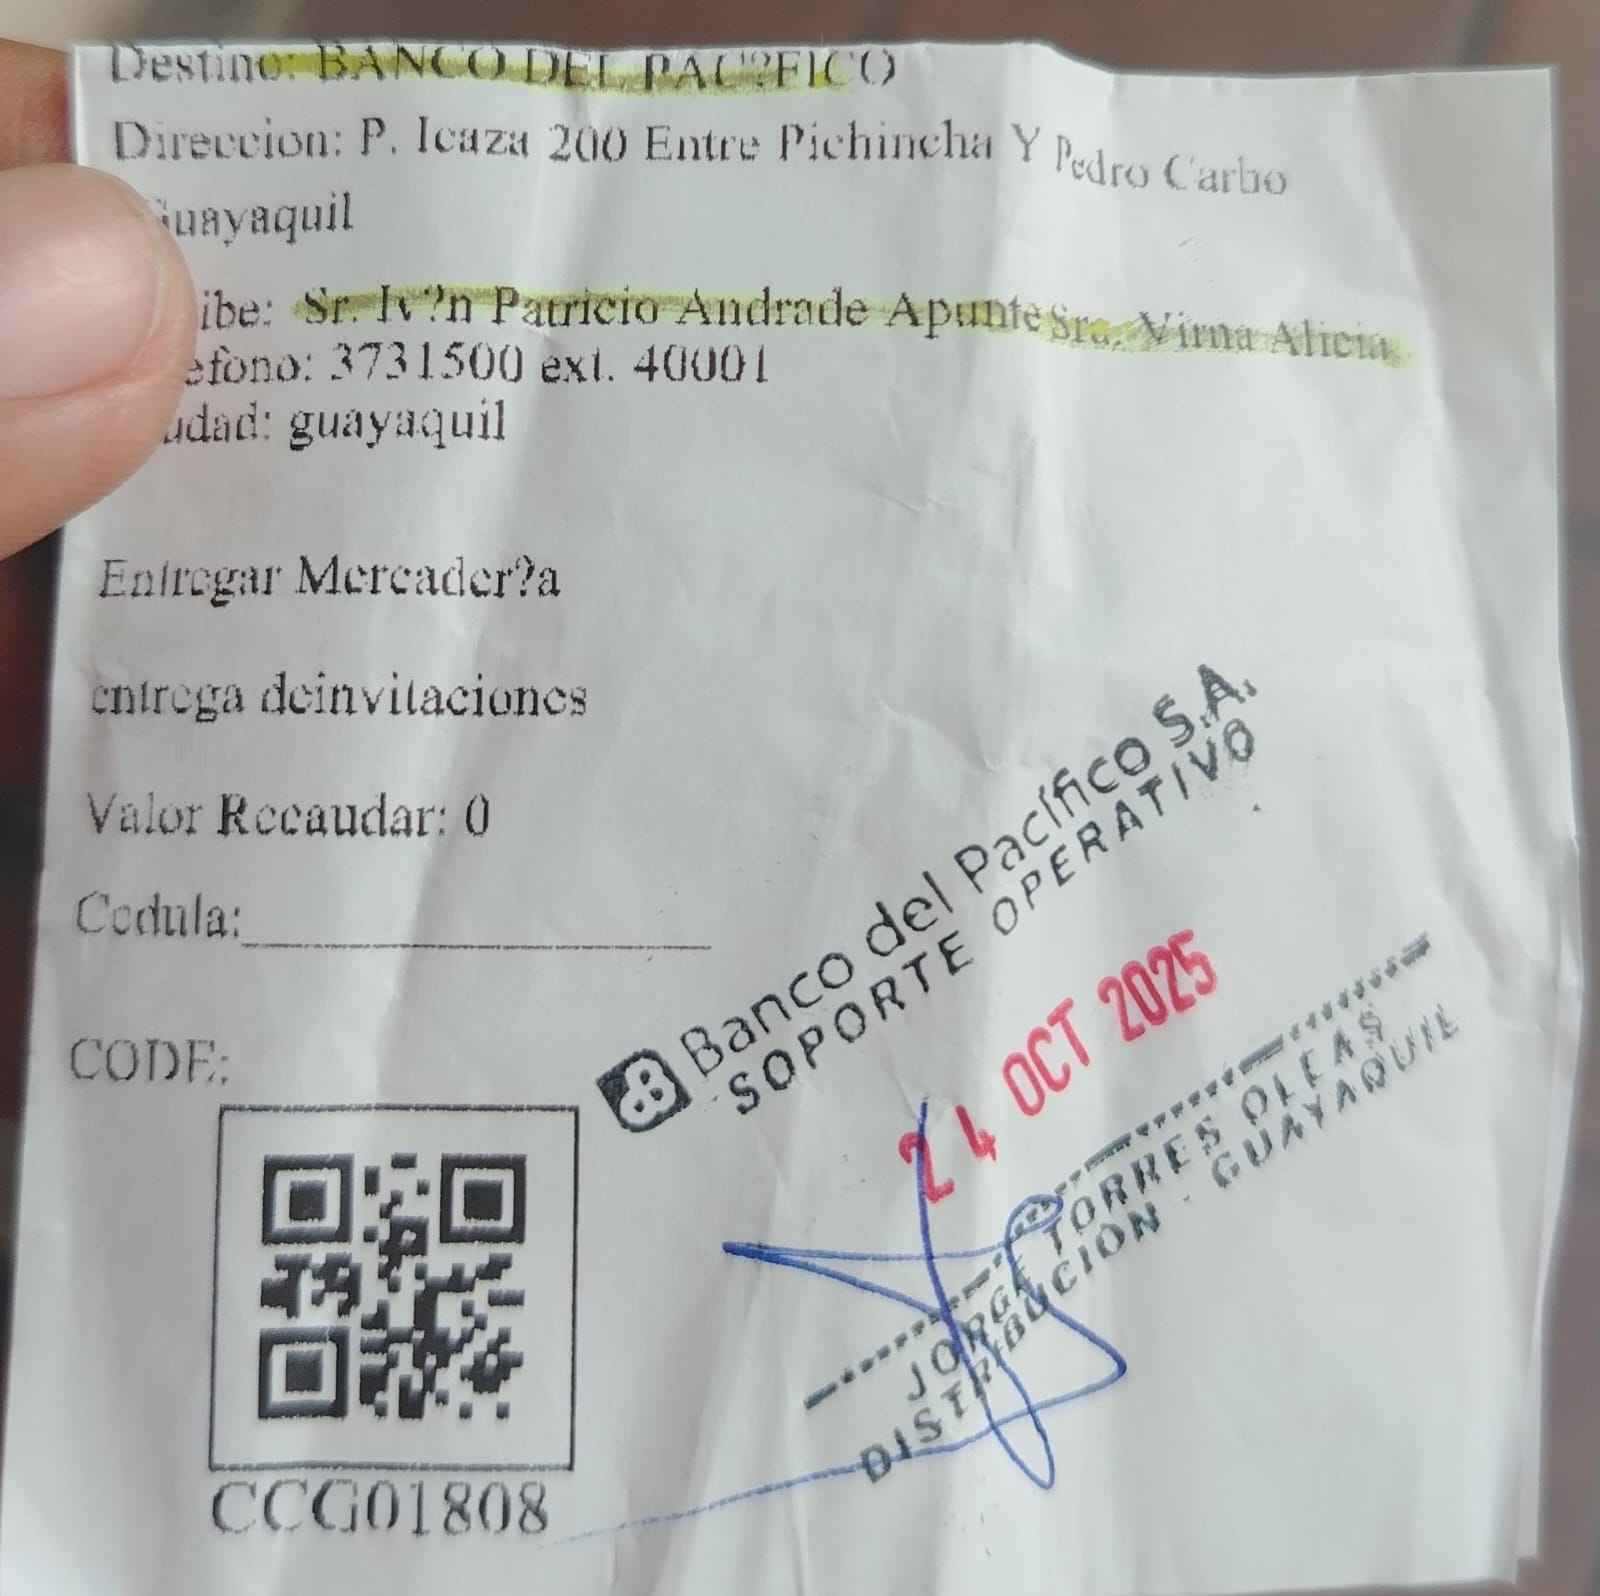 Destino: BANCO DEL PAC?FICO
Direccion: P. Icaza 200 Entre Pichincha Y Pedro Carbo
Guayaquil
ibe: Sr. Iv?n Patricio Andrade Apunte Sra. Virna Alicia
efono: 3731500 ext. 40001
udad: guayaquil
Entregar Mercader?a
entrega deinvitaciones
Valor Recaudar: 0
Cedula:
Banco del Pacífico S.A.
SOPORTE OPERATIVO
24 OCT 2025
JORGE TORRES OLEAS
DISTRIBUCION - GUAYAQUIL
CODE:
CCG01808